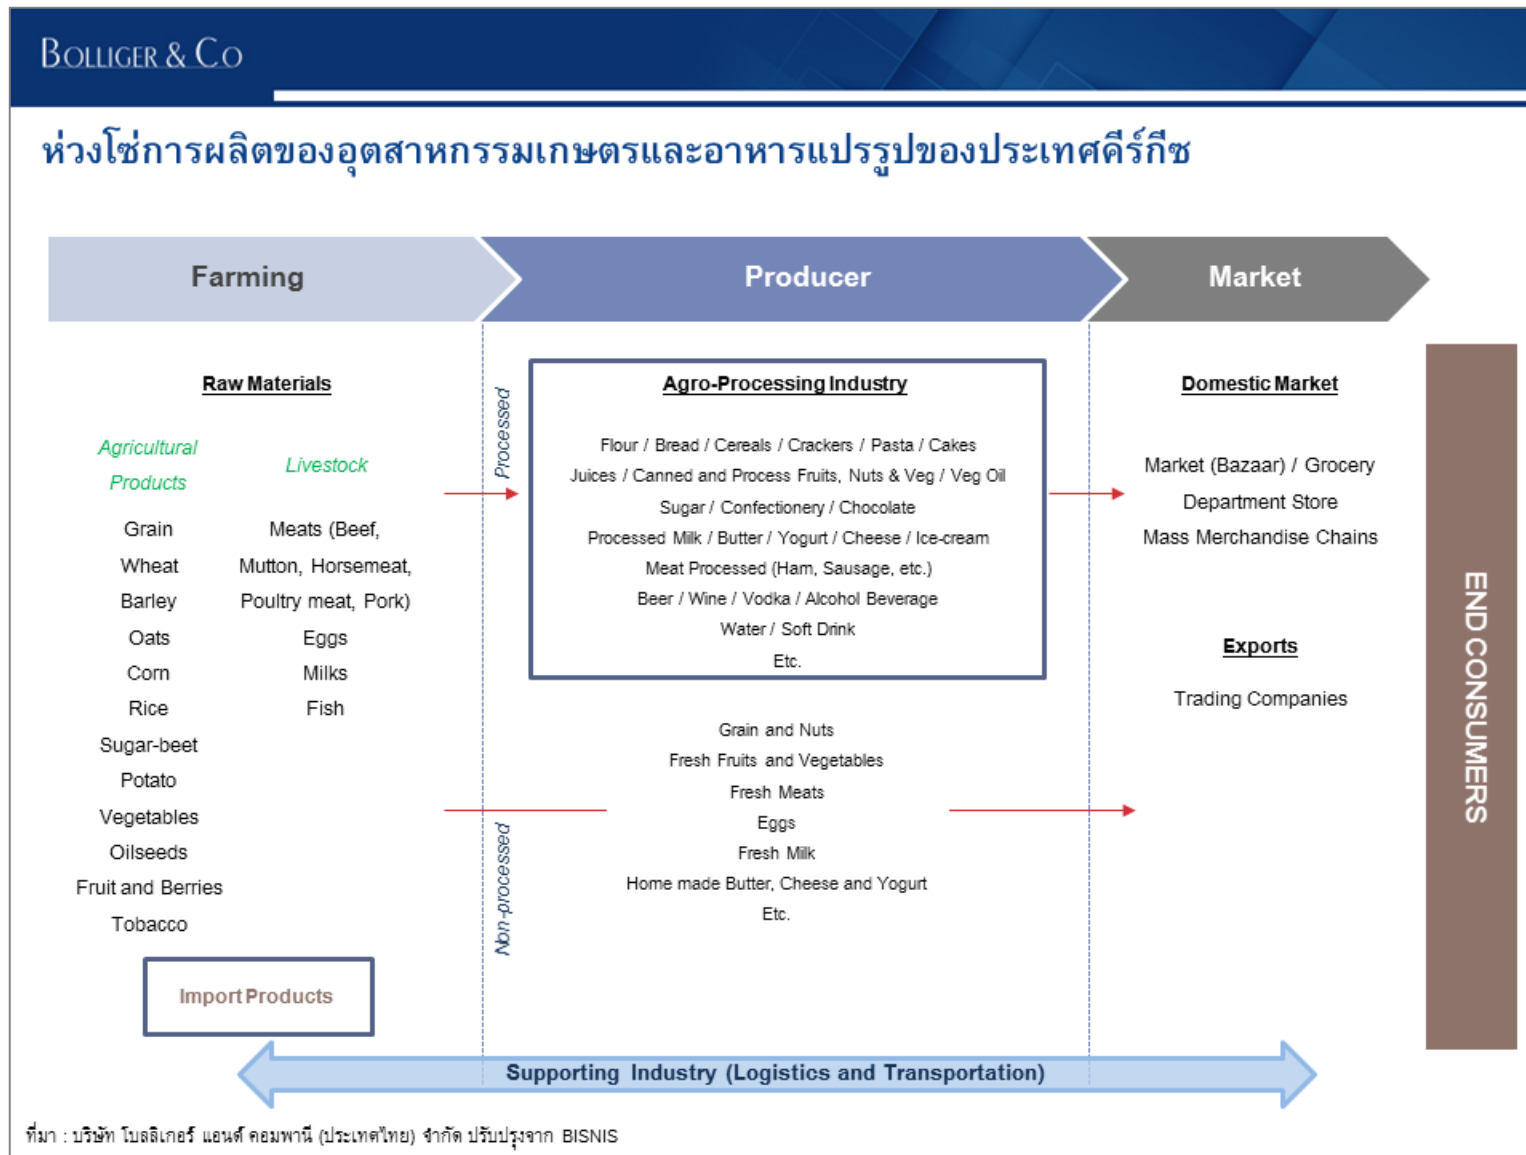 BOLLIGER & CO
ห่วงโซ่การผลิตของอุตสาหกรรมเกษตรและอาหารแปรรูปของประเทศคีร์กีซ
Farming
Producer
Market
Raw Materials
Agricultural
Products
Grain
Wheat
Barley
Oats
Corn
Rice
Sugar-beet
Potato
Vegetables
Oilseeds
Fruit and Berries
Tobacco
Livestock
Meats (Beef,
Mutton, Horsemeat,
Poultry meat, Pork)
Eggs
Milks
Fish
Import Products
Processed
Non-processed
Agro-Processing Industry
Flour / Bread / Cereals / Crackers / Pasta / Cakes
Juices / Canned and Process Fruits, Nuts & Veg / Veg Oil
Sugar / Confectionery / Chocolate
Processed Milk / Butter / Yogurt / Cheese / Ice-cream
Meat Processed (Ham, Sausage, etc.)
Beer / Wine / Vodka / Alcohol Beverage
Water / Soft Drink
Etc.
Grain and Nuts
Fresh Fruits and Vegetables
Fresh Meats
Eggs
Fresh Milk
Home made Butter, Cheese and Yogurt
Etc.
Domestic Market
Market (Bazaar) / Grocery
Department Store
Mass Merchandise Chains
Exports
Trading Companies
END CONSUMERS
Supporting Industry (Logistics and Transportation)
ที่มา : บริษัท โบลลิเกอร์ แอนด์ คอมพานี (ประเทศไทย) จำกัด ปรับปรุงจาก BISNIS